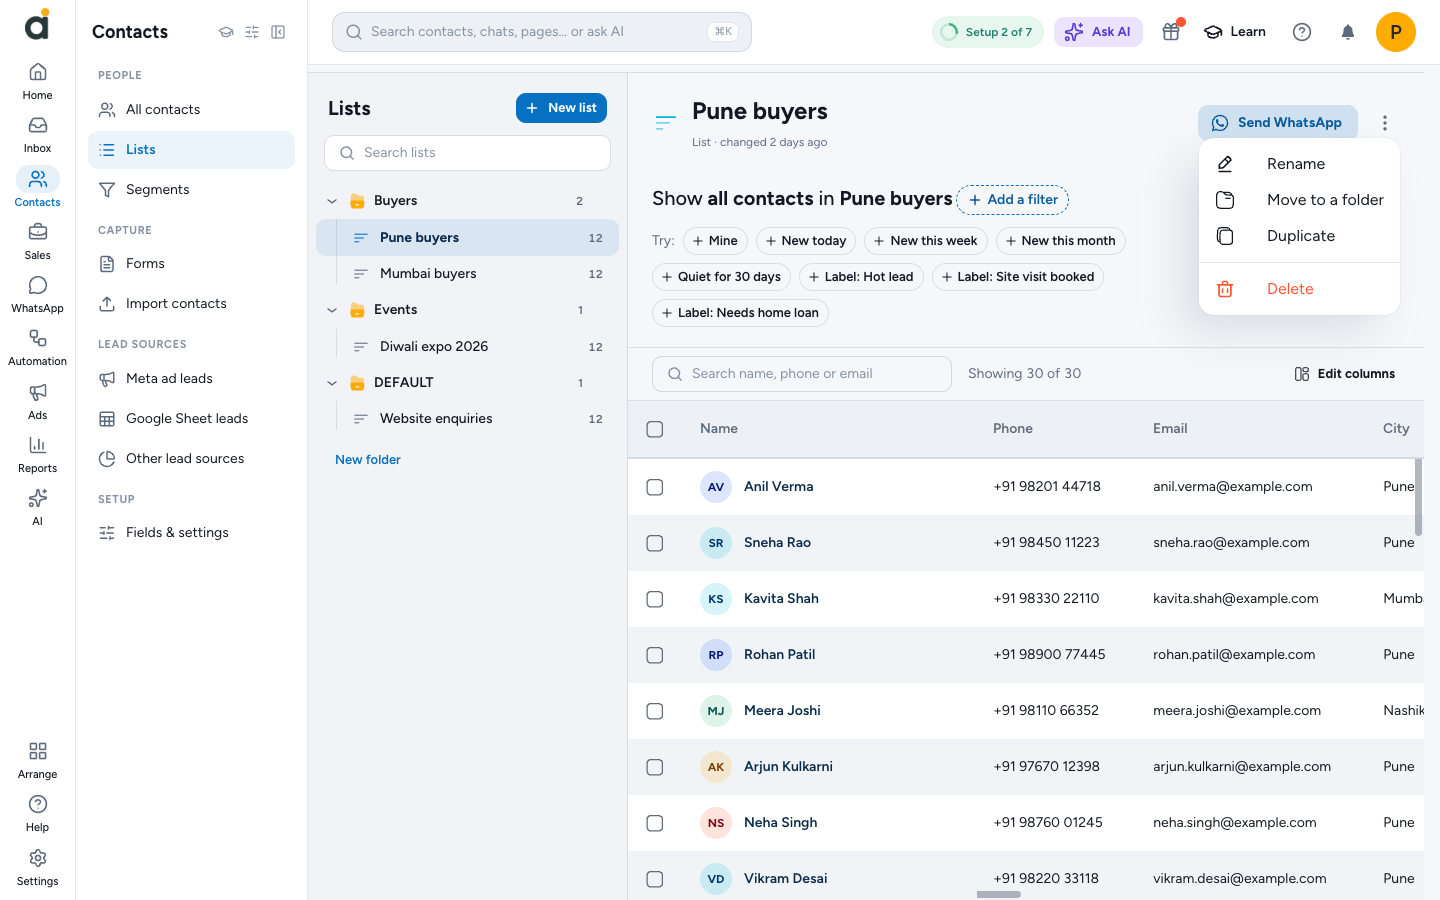 Home
Inbox
Contacts
Sales
WhatsApp
Automation
Ads
Reports
AI
Arrange
Help
Settings
Contacts
PEOPLE
All contacts
Lists
Segments
CAPTURE
Forms
Import contacts
LEAD SOURCES
Meta ad leads
Google Sheet leads
Other lead sources
SETUP
Fields & settings
Search contacts, chats, pages... or ask AI ⌘K
Setup 2 of 7
Ask AI
Learn
P
Lists
New list
Search lists
Buyers 2
Pune buyers 12
Mumbai buyers 12
Events 1
Diwali expo 2026 12
DEFAULT 1
Website enquiries 12
New folder
Pune buyers
List · changed 2 days ago
Send WhatsApp
Rename
Move to a folder
Duplicate
Delete
Show all contacts in Pune buyers + Add a filter
Try: + Mine + New today + New this week + New this month
+ Quiet for 30 days + Label: Hot lead + Label: Site visit booked
+ Label: Needs home loan
Search name, phone or email Showing 30 of 30 Edit columns
Name Phone Email City
AV Anil Verma +91 98201 44718 anil.verma@example.com Pune
SR Sneha Rao +91 98450 11223 sneha.rao@example.com Pune
KS Kavita Shah +91 98330 22110 kavita.shah@example.com Mumb
RP Rohan Patil +91 98900 77445 rohan.patil@example.com Pune
MJ Meera Joshi +91 98110 66352 meera.joshi@example.com Nashik
AK Arjun Kulkarni +91 97670 12398 arjun.kulkarni@example.com Pune
NS Neha Singh +91 98760 01245 neha.singh@example.com Pune
VD Vikram Desai +91 98220 33118 vikram.desai@example.com Pune